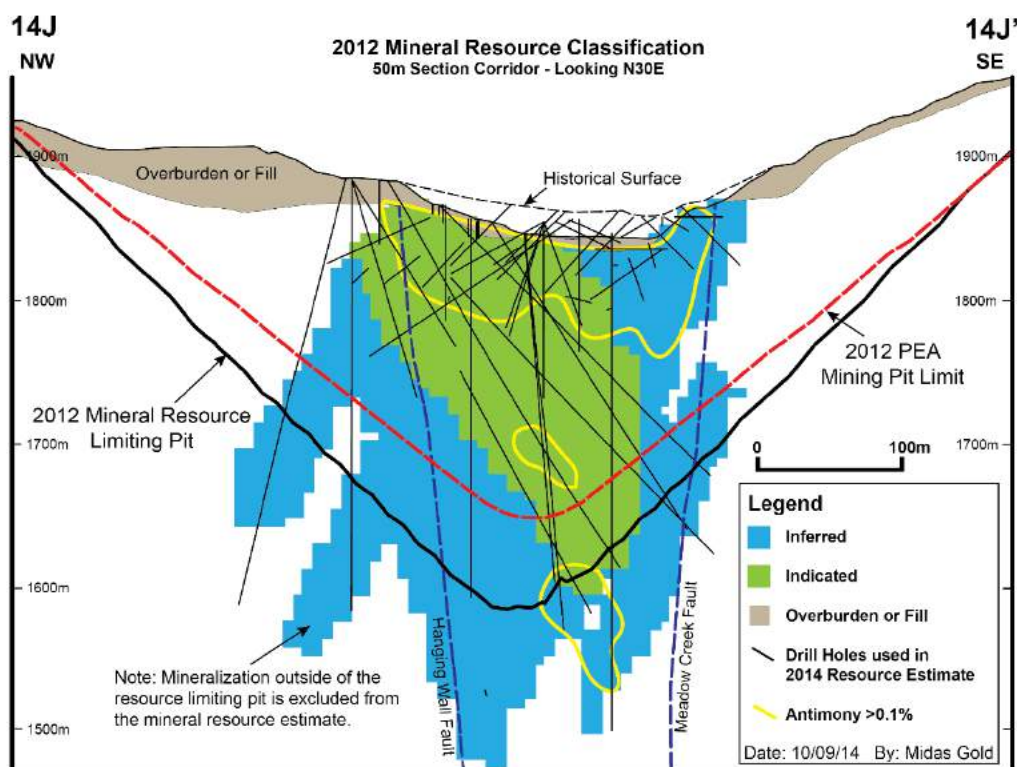 14J
NW
2012 Mineral Resource Classification
50m Section Corridor - Looking N30E
14J'
SE
1900m
1900m
Overburden or Fill
Historical Surface
1800m
1800m
2012 PEA
Mining Pit Limit
2012 Mineral Resource
Limiting Pit
1700m
1700m
0
100m
Legend
Inferred
Indicated
Overburden or Fill
Drill Holes used in
2014 Resource Estimate
Antimony >0.1%
Date: 10/09/14 By: Midas Gold
1600m
Hanging Wall Fault
Meadow Creek Fault
Note: Mineralization outside of the
resource limiting pit is excluded from
the mineral resource estimate.
1500m